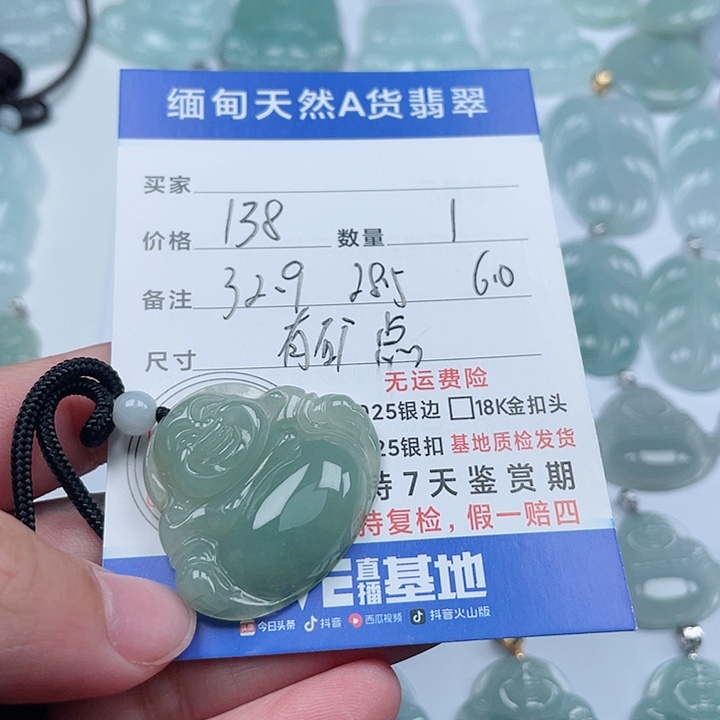 缅甸天然A货翡翠
买家
价格 138 数量 1
备注 32.9 28.5 6.0
尺寸 有矿点
无运费险
925银边 □18K金扣头
25银扣 基地质检发货
持7天鉴赏期
持复检，假一赔四
直播基地
今日头条 抖音 西瓜视频 抖音火山版